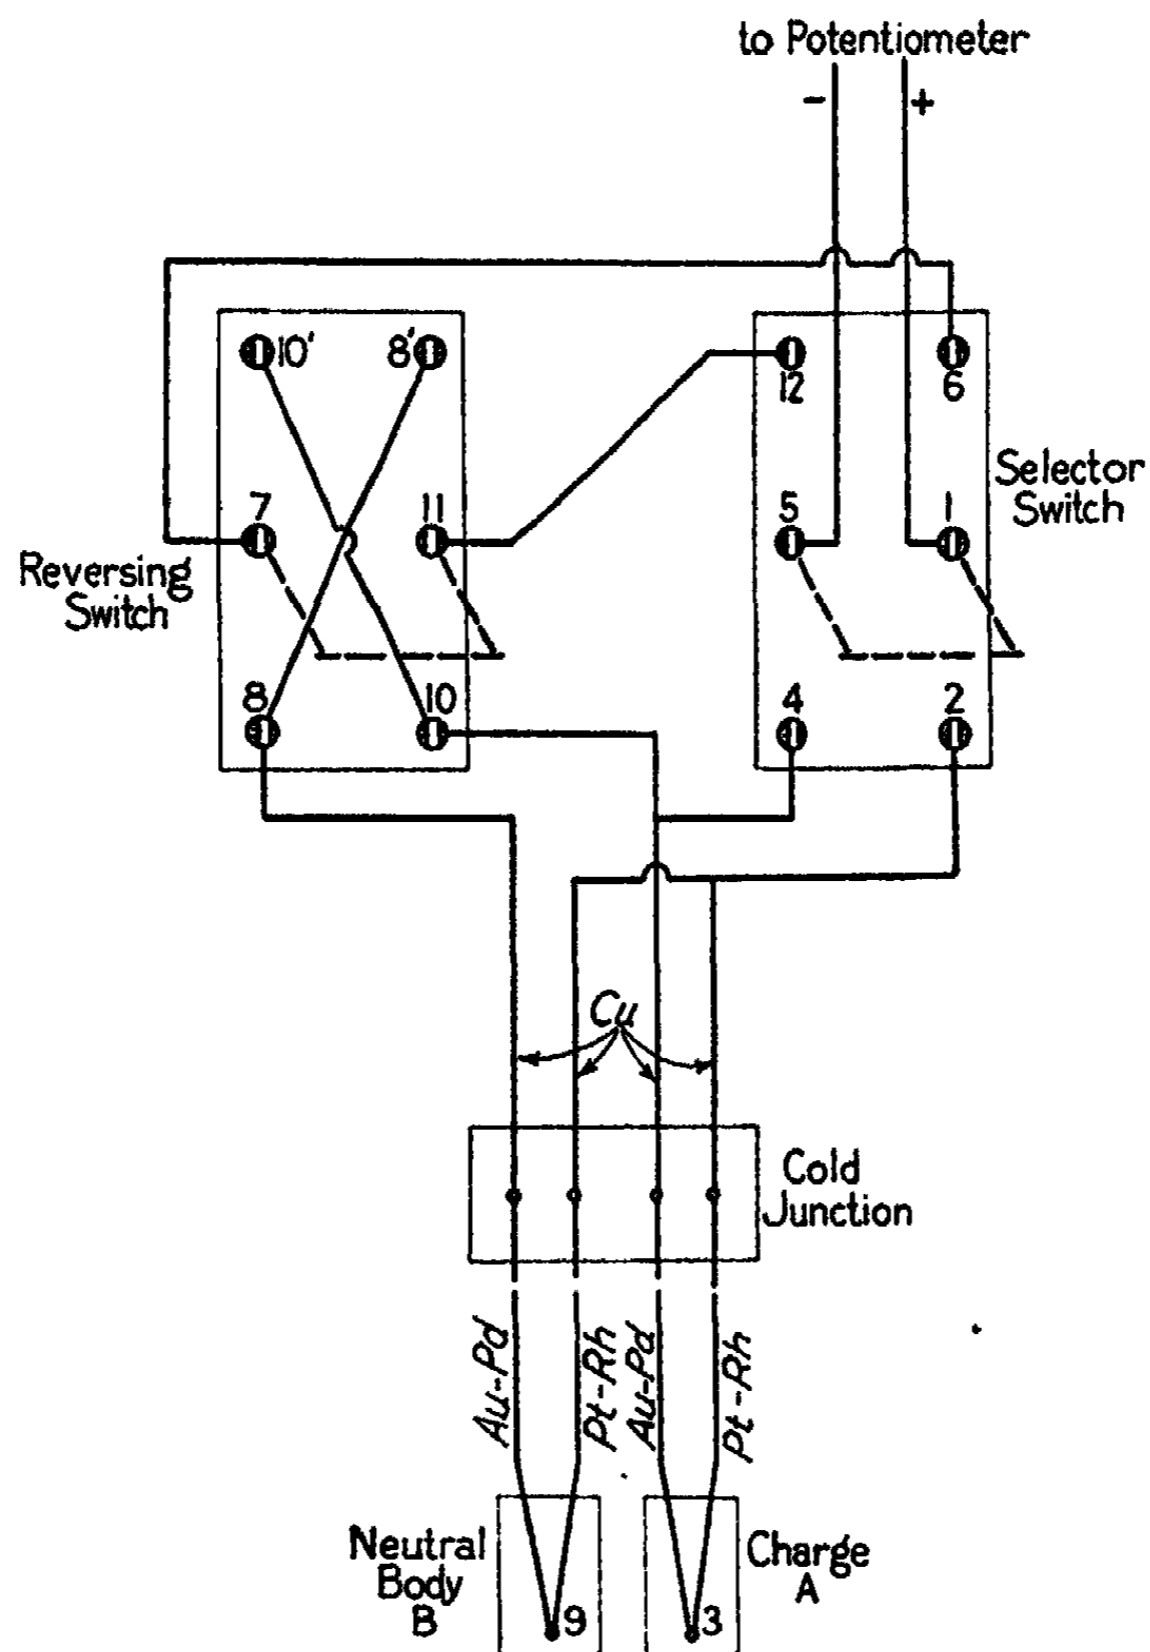 to Potentiometer
- +
10' 8' 12 6
Selector
Switch
7 11 5 1
Reversing
Switch
8 10 4 2
Cu
Cold
Junction
Au-Pd
Pt-Rh
Au-Pd
Pt-Rh
Neutral
Body
B
9
3
Charge
A